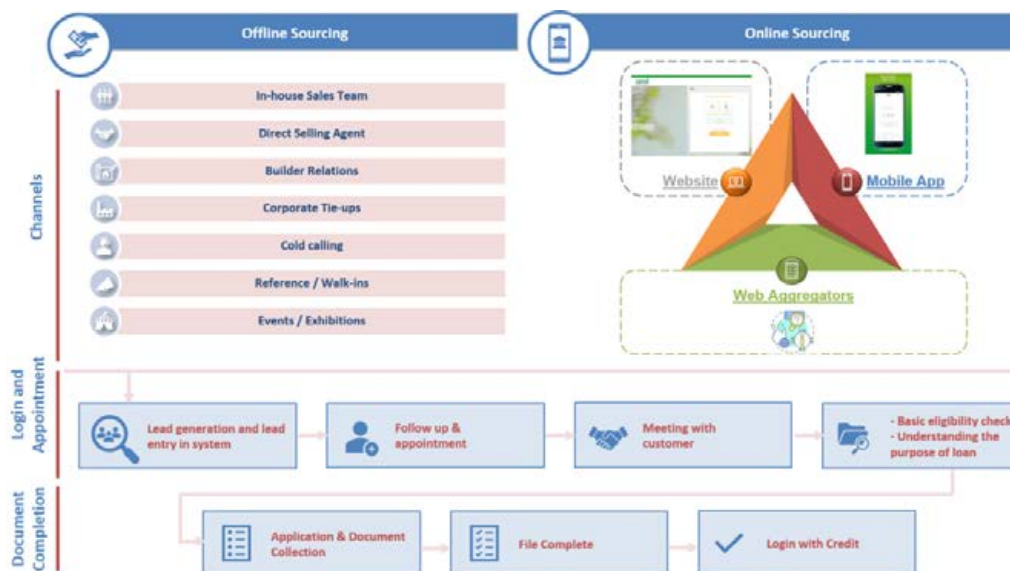 Offline Sourcing
Online Sourcing
Channels
In-house Sales Team
Direct Selling Agent
Builder Relations
Corporate Tie-ups
Cold calling
Reference / Walk-ins
Events / Exhibitions
Website
Mobile App
Web Aggregators
Login and
Appointment
Lead generation and lead
entry in system
Follow up &
appointment
Meeting with
customer
- Basic eligibility check
- Understanding the
purpose of loan
Document
Completion
Application & Document
Collection
File Complete
Login with Credit